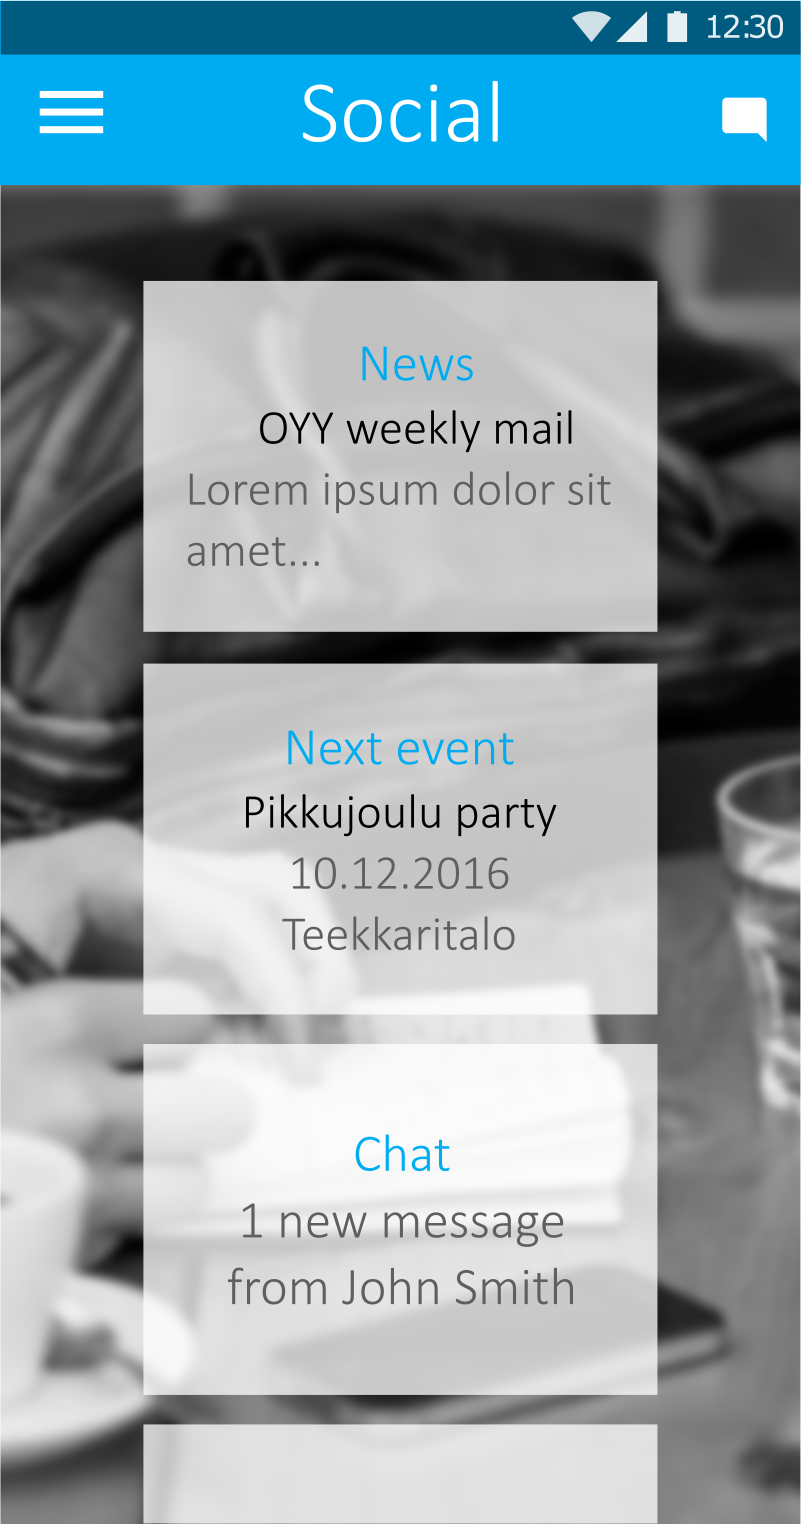 12:30
Social
News
OYY weekly mail
Lorem ipsum dolor sit
amet...
Next event
Pikkujoulu party
10.12.2016
Teekkaritalo
Chat
1 new message
from John Smith